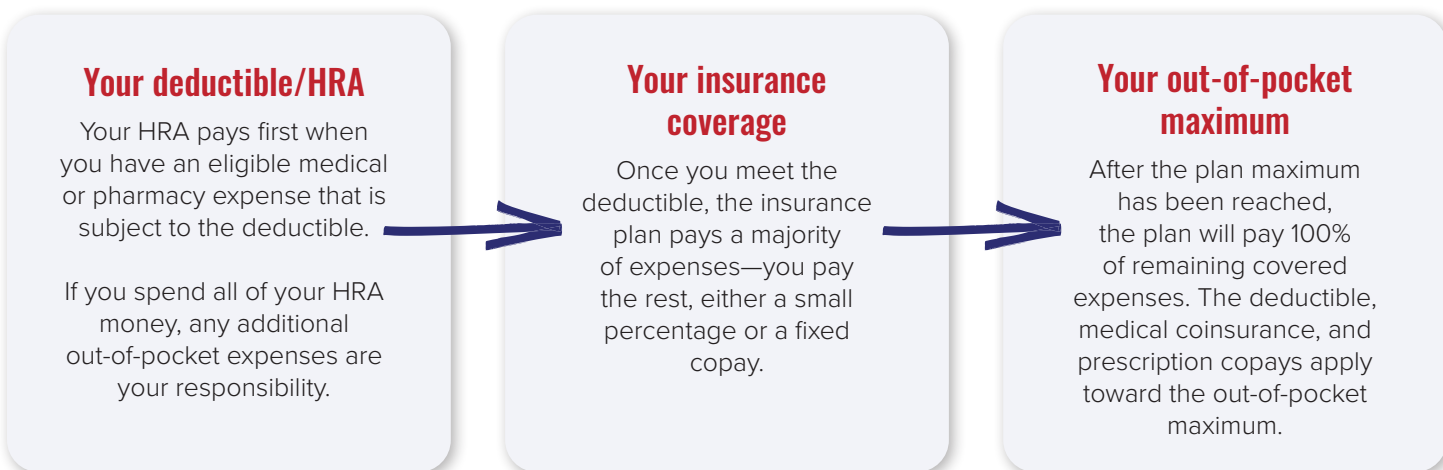 Your deductible/HRA
Your HRA pays first when
you have an eligible medical
or pharmacy expense that is
subject to the deductible.
If you spend all of your HRA
money, any additional
out-of-pocket expenses are
your responsibility.
Your insurance
coverage
Once you meet the
deductible, the insurance
plan pays a majority
of expenses—you pay
the rest, either a small
percentage or a fixed
copay.
Your out-of-pocket
maximum
After the plan maximum
has been reached,
the plan will pay 100%
of remaining covered
expenses. The deductible,
medical coinsurance, and
prescription copays apply
toward the out-of-pocket
maximum.